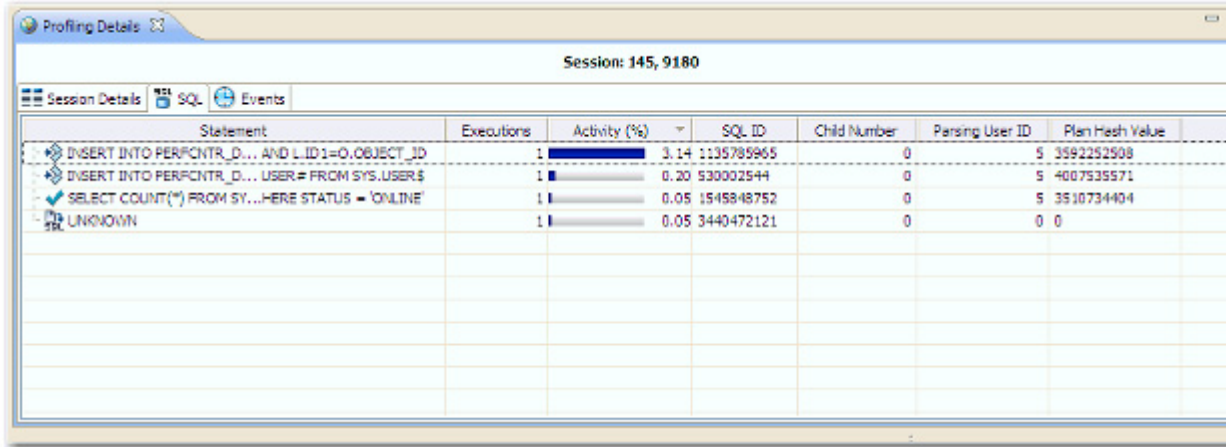 Profiling Details
Session: 145, 9180
Session Details SQL Events
Statement Executions Activity (%) SQL ID Child Number Parsing User ID Plan Hash Value
INSERT INTO PERFCNTR_D... AND L.ID1=O.OBJECT_ID 1 3.14 1135785965 0 5 3592252508
INSERT INTO PERFCNTR_D... USER# FROM SYS.USER$ 1 0.20 530002544 0 5 4007535571
SELECT COUNT(*) FROM SY...HERE STATUS = 'ONLINE' 1 0.05 1545848752 0 5 3510734404
UNKNOWN 1 0.05 3440472121 0 0 0